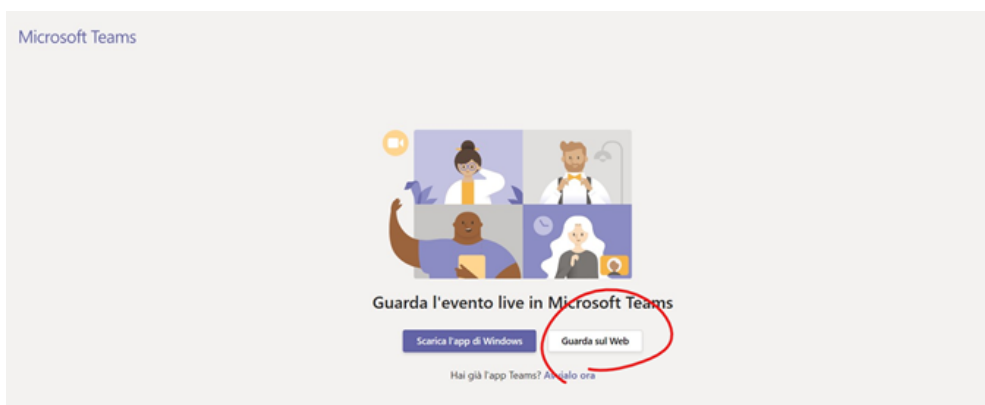 Microsoft Teams
Guarda l'evento live in Microsoft Teams
Scarica l'app di Windows
Guarda sul Web
Hai già l'app Teams? Avvialo ora